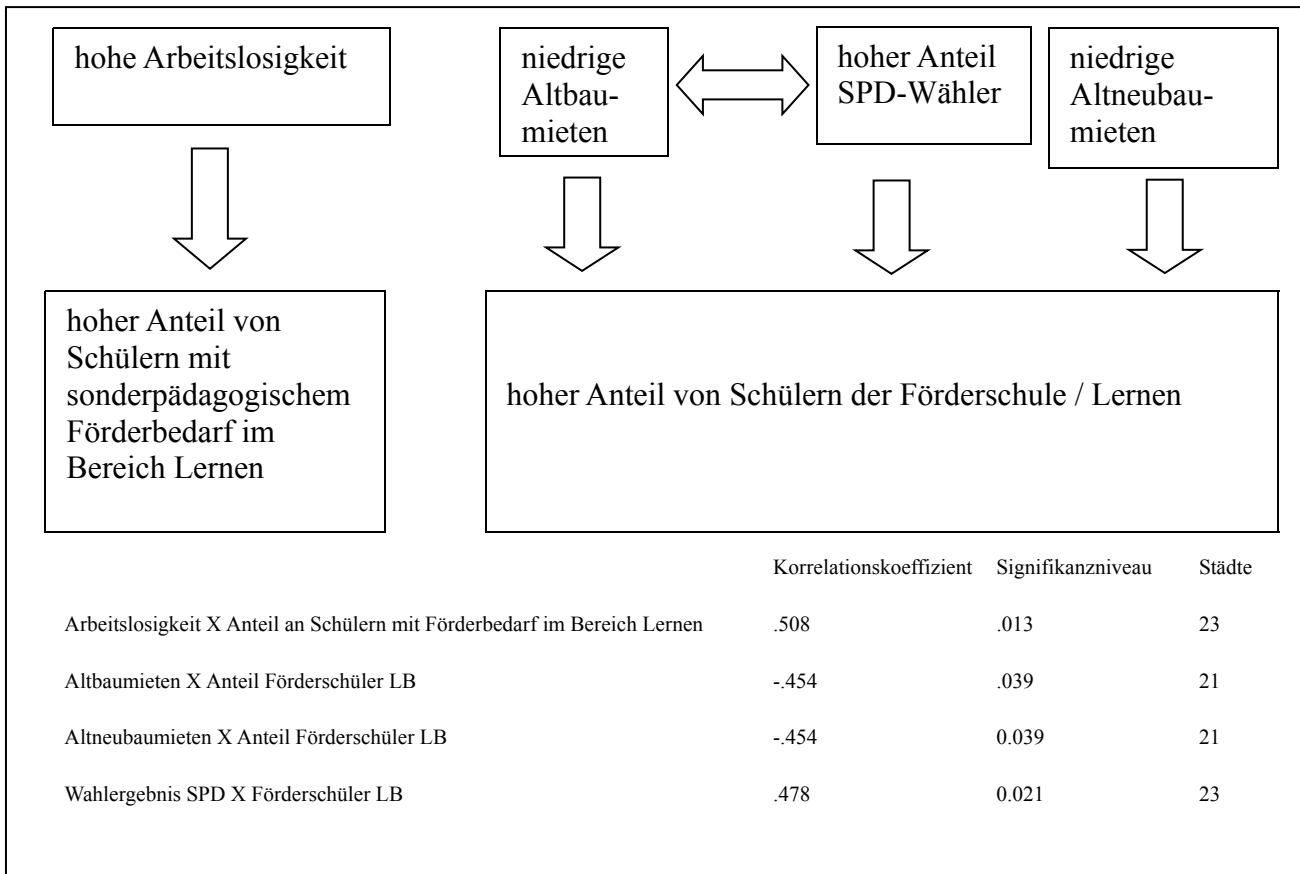 hohe Arbeitslosigkeit
niedrige
Altbau-
mieten
hoher Anteil
SPD-Wähler
niedrige
Altneubau-
mieten
hoher Anteil von
Schülern mit
sonderpädagogischem
Förderbedarf im
Bereich Lernen
hoher Anteil von Schülern der Förderschule / Lernen
Korrelationskoeffizient Signifikanzniveau Städte
Arbeitslosigkeit X Anteil an Schülern mit Förderbedarf im Bereich Lernen .508 .013 23
Altbaumieten X Anteil Förderschüler LB -.454 .039 21
Altneubaumieten X Anteil Förderschüler LB -.454 0.039 21
Wahlergebnis SPD X Förderschüler LB .478 0.021 23